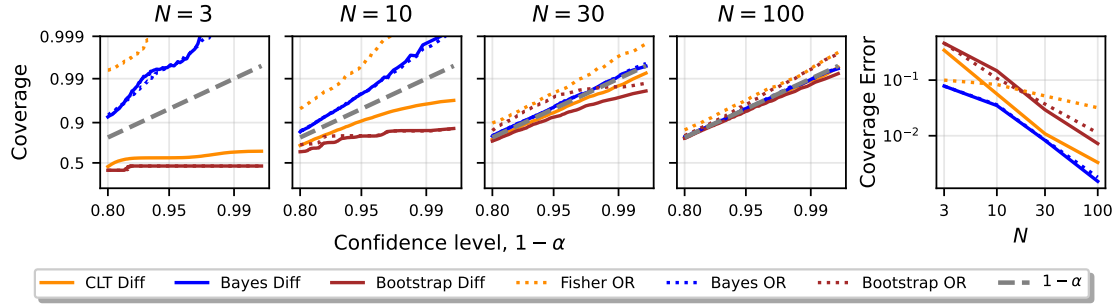 N = 3
N = 10
N = 30
N = 100
Coverage
0.999
0.99
0.9
0.5
0.80 0.95 0.99
0.80 0.95 0.99
0.80 0.95 0.99
0.80 0.95 0.99
Confidence level, 1 − α
Coverage Error
10⁻¹
10⁻²
3 10 30 100
N
CLT Diff Bayes Diff Bootstrap Diff Fisher OR Bayes OR Bootstrap OR 1 − α